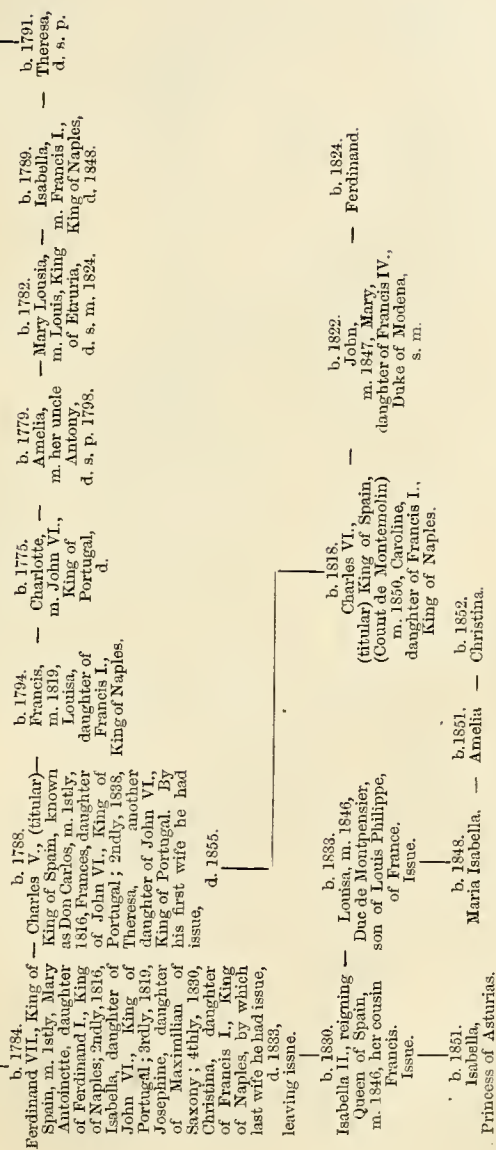 b. 1784.
Ferdinand VII., King of —
Spain, m. 1stly, Mary
Antoinette, daughter
of Ferdinand I., King
of Naples; 2ndly, 1816,
Isabella, daughter of
John VI., King of
Portugal; 3rdly, 1819,
Josephine, daughter
of Maximilian of
Saxony; 4thly, 1830,
Christina, daughter
of Francis I., King
of Naples, by which
last wife he had issue,
d. 1833,
leaving issue.
b. 1788.
Charles V., (titular)—
King of Spain, known
as Don Carlos, m. 1stly,
1816, Frances, daughter
of John VI., King of
Portugal; 2ndly, 1838,
Theresa, another
daughter of John VI.,
King of Portugal. By
his first wife he had
issue,
d. 1855.
b. 1794.
Francis, —
m. 1819,
Louisa,
daughter of
Francis I.,
King of Naples.
b. 1775.
Charlotte, —
m. John VI.,
King of
Portugal,
d.
b. 1779.
Amelia,
m. her uncle
Antony,
d. s. p. 1798.
b. 1782.
— Mary Lousia, —
m. Louis, King
of Etruria,
d. s. m. 1824.
b. 1789.
Isabella, —
m. Francis I.,
King of Naples,
d. 1848.
b. 1791.
Theresa,
d. s. p.
b. 1830.
Isabella II., reigning —
Queen of Spain,
m. 1846, her cousin
Francis.
Issue.
b. 1833.
Louisa, m. 1846,
Duc de Montpensier,
son of Louis Philippe,
of France.
Issue.
b. 1818.
Charles VI., —
(titular) King of Spain,
(Count de Montemolin)
m. 1850, Caroline,
daughter of Francis I.,
King of Naples.
b. 1822.
John, —
m. 1847, Mary,
daughter of Francis IV.,
Duke of Modena,
s. m.
b. 1824.
Ferdinand.
b. 1851.
Isabella,
Princess of Asturias.
b. 1848.
Maria Isabella. —
b.1851.
Amelia —
b. 1852.
Christina.